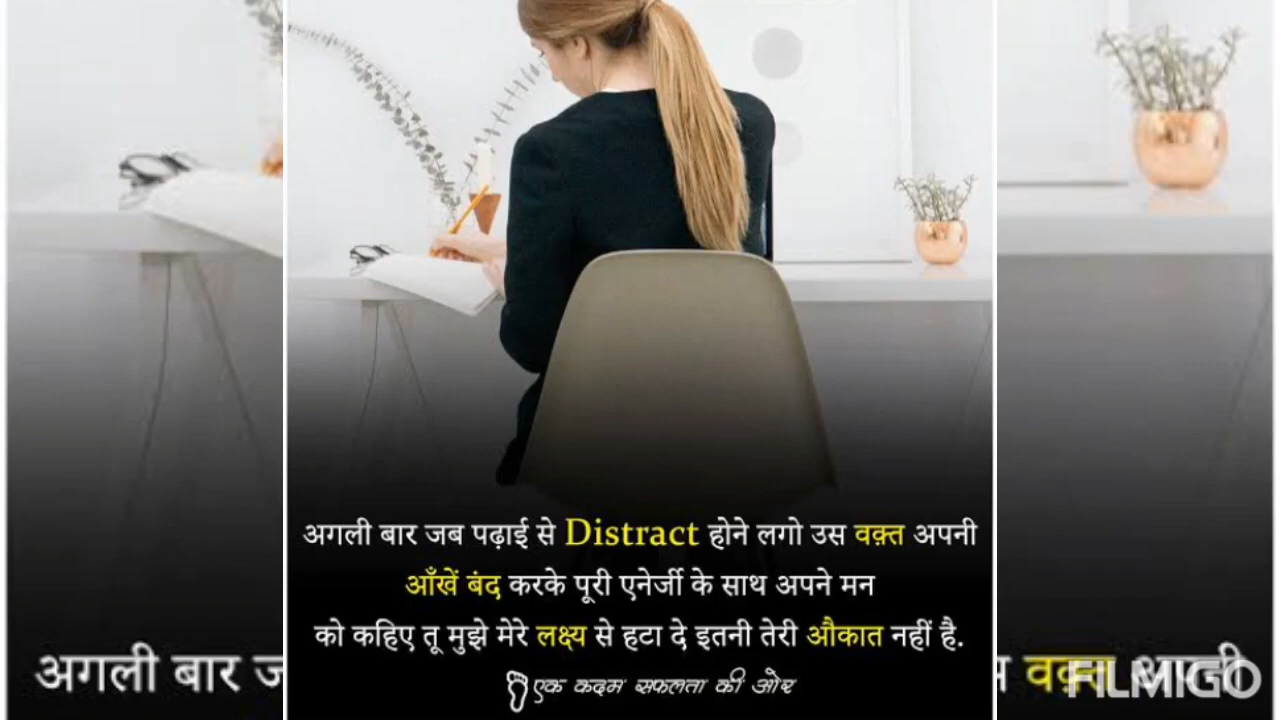 अगली बार जब पढ़ाई से Distract होने लगो उस वक़्त अपनी
आँखें बंद करके पूरी एनेर्जी के साथ अपने मन
को कहिए तू मुझे मेरे लक्ष्य से हटा दे इतनी तेरी औकात नहीं है.
एक कदम सफलता की ओर
अगली बार ज
वक़्त अपनी
FILMIGO